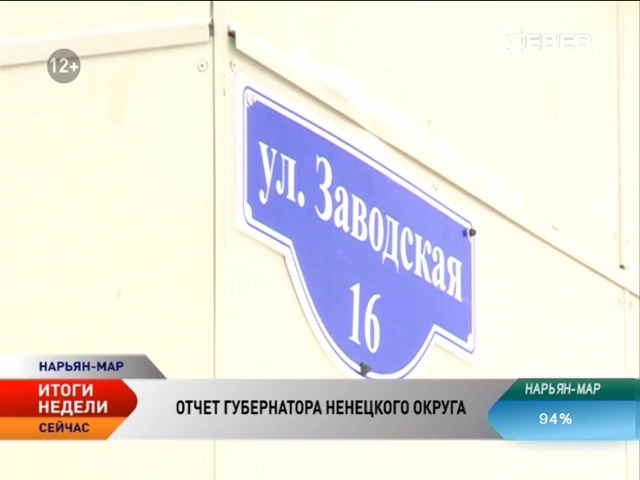 СЕВЕР
12+
ул. Заводская
16
НАРЬЯН-МАР
ИТОГИ
НЕДЕЛИ
СЕЙЧАС
ОТЧЕТ ГУБЕРНАТОРА НЕНЕЦКОГО ОКРУГА
НАРЬЯН-МАР
94%